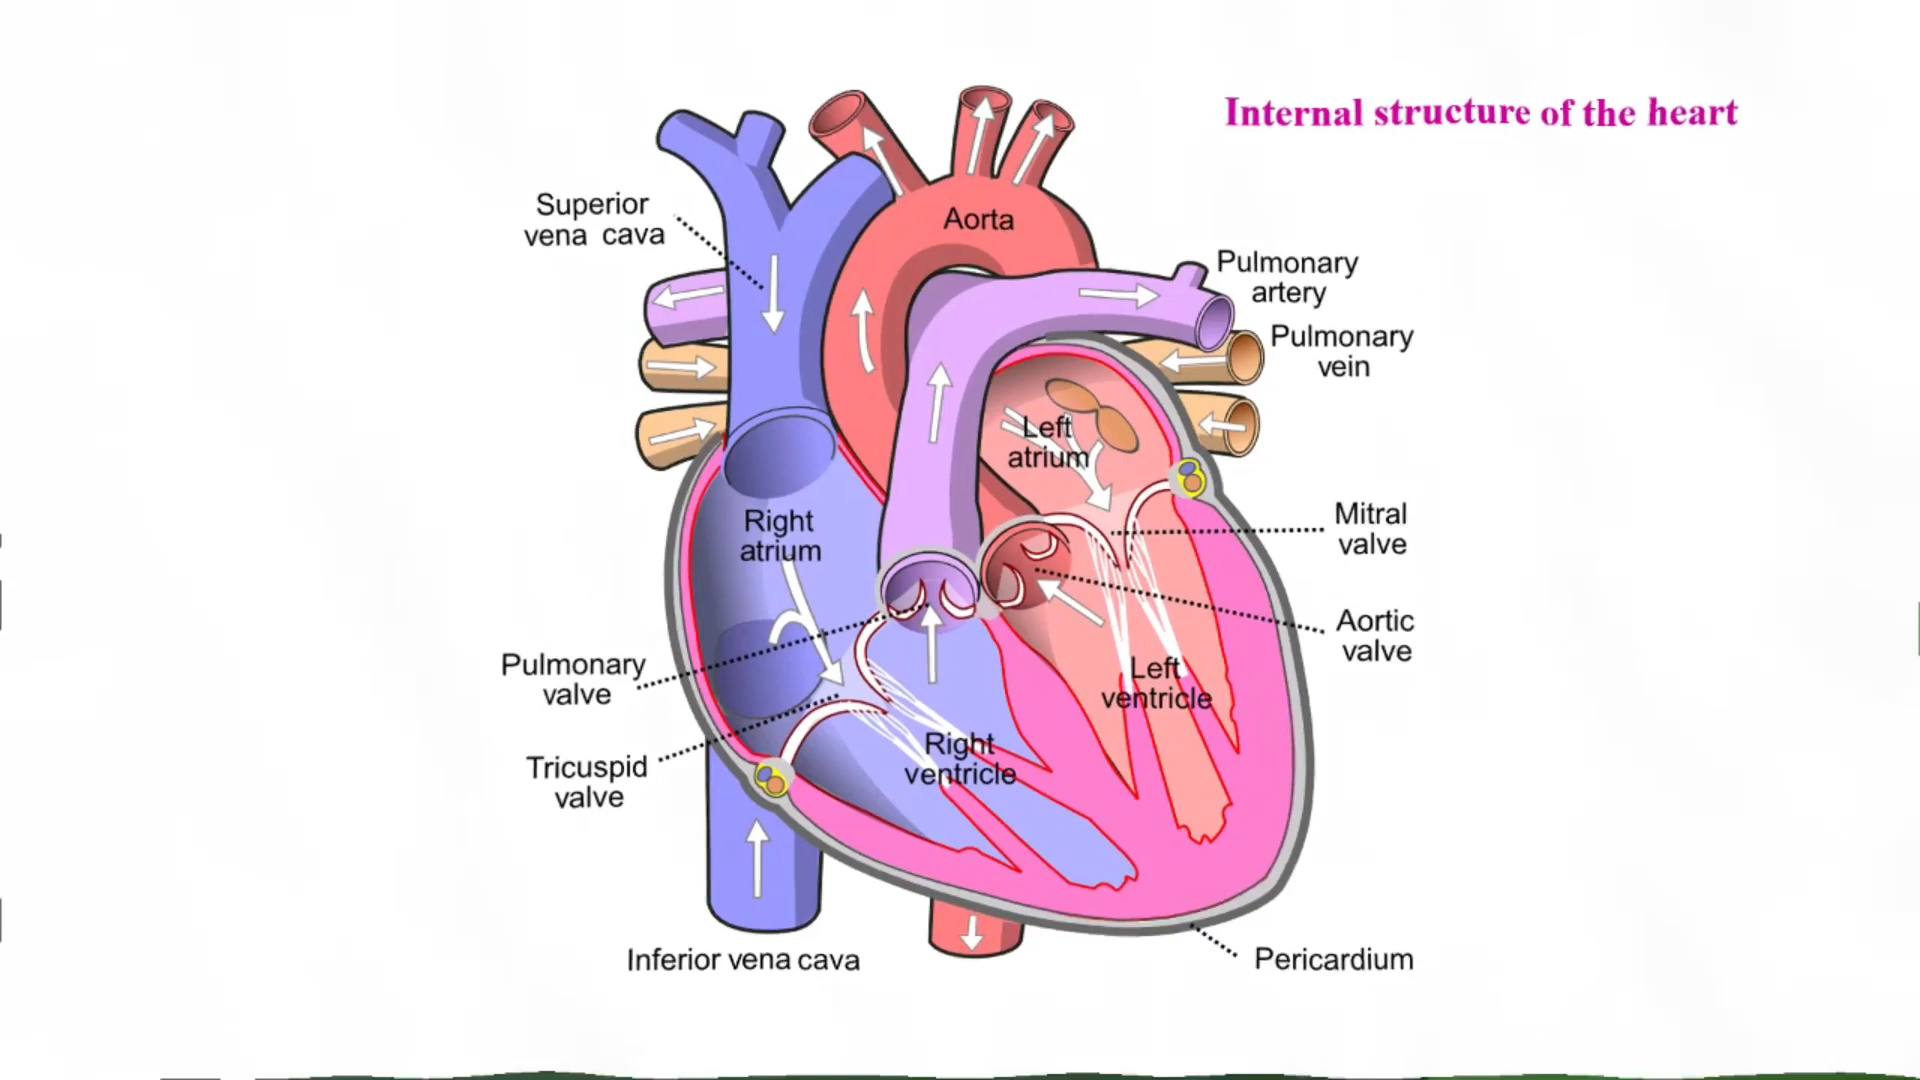 Internal structure of the heart
Superior
vena cava
Aorta
Pulmonary
artery
Pulmonary
vein
Left
atrium
Right
atrium
Mitral
valve
Aortic
valve
Pulmonary
valve
Left
ventricle
Tricuspid
valve
Right
ventricle
Inferior vena cava
Pericardium